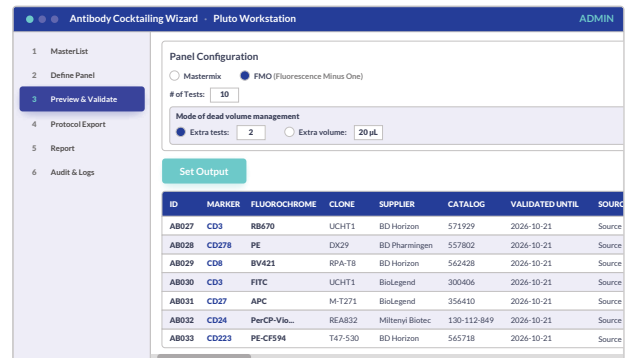 Antibody Cocktailing Wizard · Pluto Workstation ADMIN
1 MasterList
2 Define Panel
3 Preview & Validate
4 Protocol Export
5 Report
6 Audit & Logs
Panel Configuration
Mastermix FMO (Fluorescence Minus One)
# of Tests: 10
Mode of dead volume management
Extra tests: 2 Extra volume: 20 µL
Set Output
ID MARKER FLUOROCHROME CLONE SUPPLIER CATALOG VALIDATED UNTIL SOURC
AB027 CD3 RB670 UCHT1 BD Horizon 571929 2026-10-21 Source
AB028 CD278 PE DX29 BD Pharmingen 557802 2026-10-21 Source
AB029 CD8 BV421 RPA-T8 BD Horizon 562428 2026-10-21 Source
AB030 CD3 FITC UCHT1 BioLegend 300406 2026-10-21 Source
AB031 CD27 APC M-T271 BioLegend 356410 2026-10-21 Source
AB032 CD24 PerCP-Vio... REA832 Miltenyi Biotec 130-112-849 2026-10-21 Source
AB033 CD223 PE-CF594 T47-530 BD Horizon 565718 2026-10-21 Source